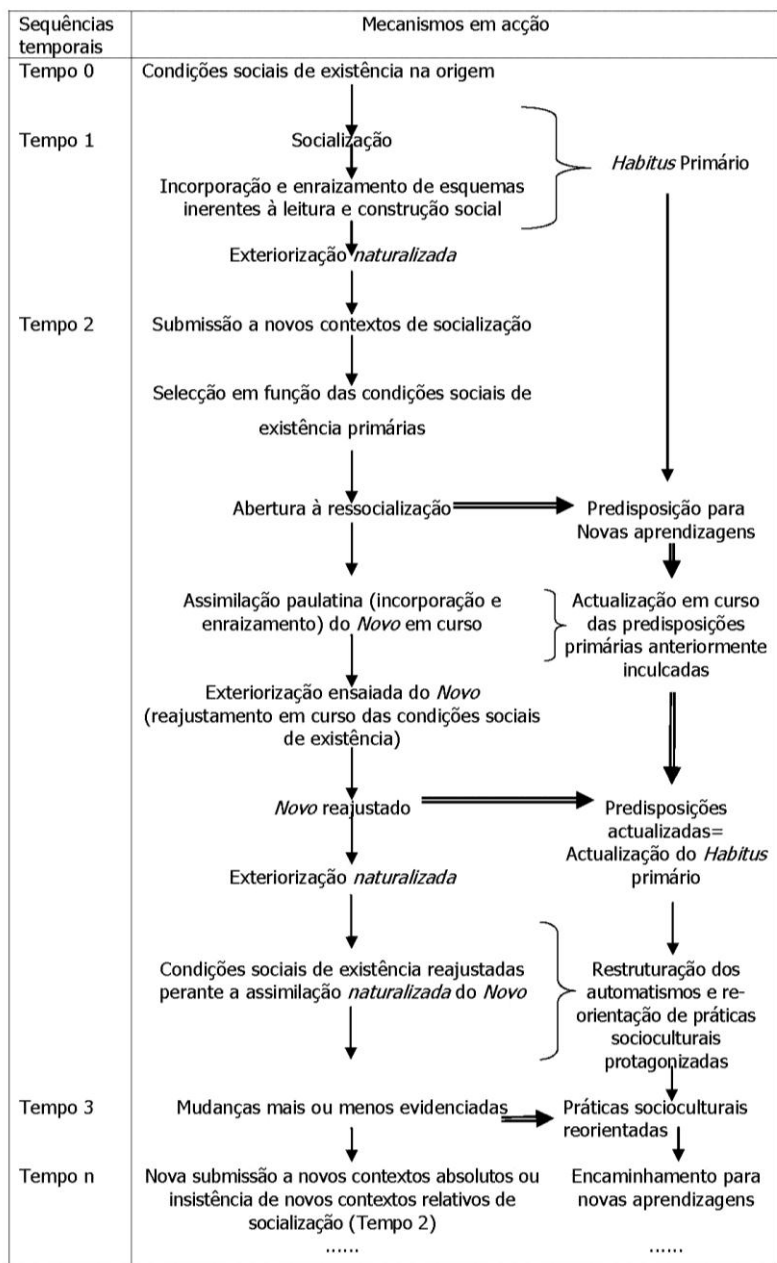 Sequências temporais
Mecanismos em acção
Tempo 0
Condições sociais de existência na origem
Tempo 1
Socialização
Habitus Primário
Incorporação e enraizamento de esquemas
inerentes à leitura e construção social
Exteriorização naturalizada
Tempo 2
Submissão a novos contextos de socialização
Selecção em função das condições sociais de
existência primárias
Abertura à ressocialização
Predisposição para
Novas aprendizagens
Assimilação paulatina (incorporação e
enraizamento) do Novo em curso
Actualização em curso
das predisposições
primárias anteriormente
inculcadas
Exteriorização ensaiada do Novo
(reajustamento em curso das condições sociais
de existência)
Novo reajustado
Predisposições
actualizadas=
Actualização do Habitus
primário
Exteriorização naturalizada
Condições sociais de existência reajustadas
perante a assimilação naturalizada do Novo
Restruturação dos
automatismos e re-
orientação de práticas
socioculturais
protagonizadas
Tempo 3
Mudanças mais ou menos evidenciadas
Práticas socioculturais
reorientadas
Tempo n
Nova submissão a novos contextos absolutos ou
insistência de novos contextos relativos de
socialização (Tempo 2)
......
Encaminhamento para
novas aprendizagens
......